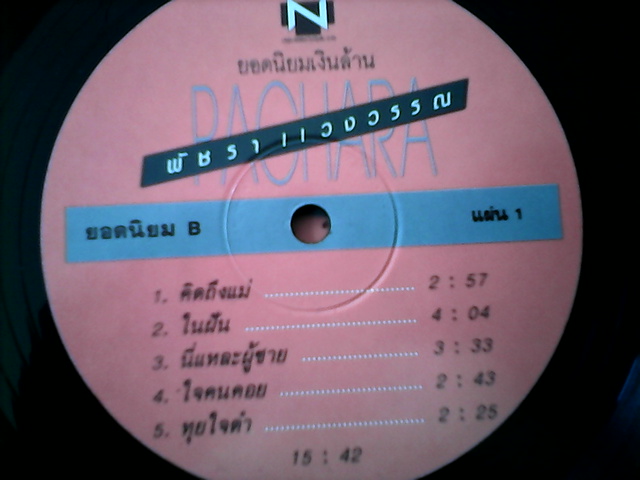 N
ยอดนิยมเงินล้าน
PACHARA
พัชรา แวงวรรณ
ยอดนิยม B แผ่น 1
1. คิดถึงแม่ 2 : 57
2. ในฝัน 4 : 04
3. นี่แหละผู้ชาย 3 : 33
4. ใจคนคอย 2 : 43
5. ทุยใจดำ 2 : 25
15 : 42